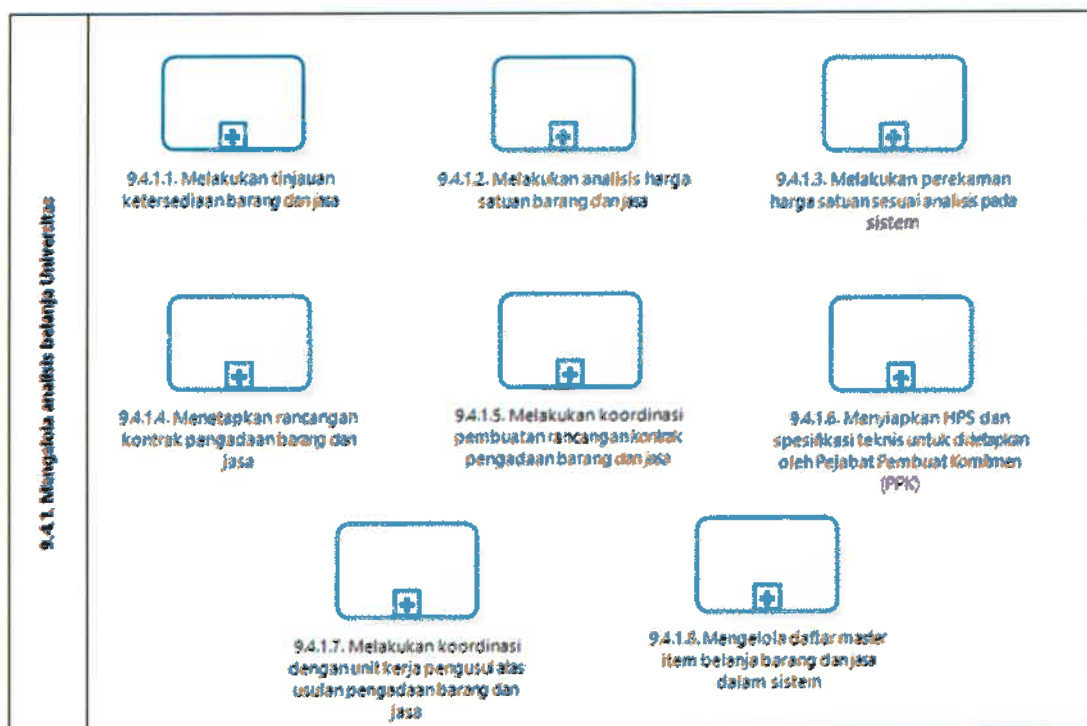 9.4.1. Mengelola analisis belanja Universitas
9.4.1.1. Melakukan tinjauan
ketersediaan barang dan jasa
9.4.1.2. Melakukan analisis harga
satuan barang dan jasa
9.4.1.3. Melakukan perekaman
harga satuan sesuai analisis pada
sistem
9.4.1.4. Menetapkan rancangan
kontrak pengadaan barang dan
jasa
9.4.1.5. Melakukan koordinasi
pembuatan rancangan kontrak
pengadaan barang dan jasa
9.4.1.6. Menyiapkan HPS dan
spesifikasi teknis untuk ditetapkan
oleh Pejabat Pembuat Komitmen
(PPK)
9.4.1.7. Melakukan koordinasi
dengan unit kerja pengusul atas
usulan pengadaan barang dan
jasa
9.4.1.8. Mengelola daftar master
item belanja barang dan jasa
dalam sistem